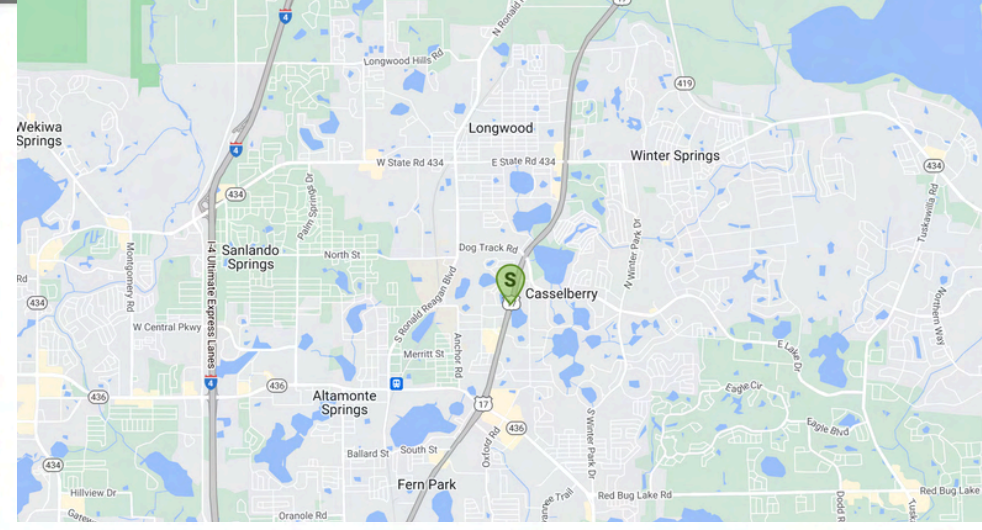 17
4
N Ronald R
Longwood Hills Rd
419
Wekiwa
Springs
Longwood
4
W State Rd 434
E State Rd 434
Winter Springs
434
434
Palm Springs Dr
Tuskawilla Rd
Montgomery Rd
I-4 Ultimate Express Lanes
Sanlando
Springs
North St
Dog Track Rd
N Winter Park Dr
Rd
S
Casselberry
434
S Ronald Reagan Blvd
Northern Way
W Central Pkwy
Anchor Rd
Merritt St
E Lake Dr
4
436
436
Altamonte
Springs
17
Eagle Cir
436
Eagle Blvd
Oxford Rd
S Winter Park Dr
Ballard St
South St
434
Fern Park
Hillview Dr
Red Bug Lake Rd
Red Bug Lake
Oranole Rd
Trail
Dodd R
Tusk
Gatew